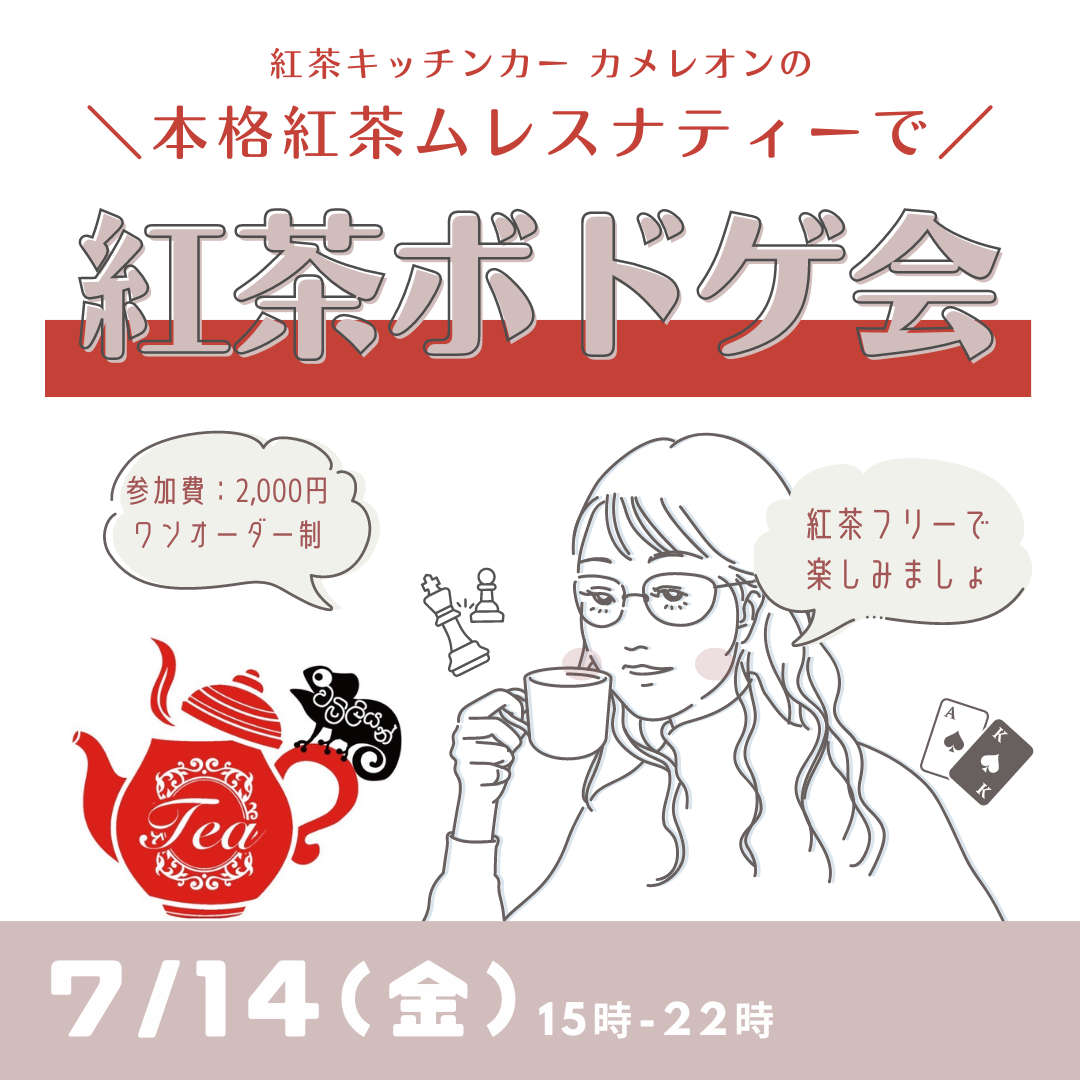 紅茶キッチンカー カメレオンの
＼本格紅茶ムレスナティーで／
紅茶ボドゲ会
参加費：2,000円
ワンオーダー制
紅茶フリーで
楽しみましょ
...
Tea
A
K
K
7/14(金)15時-22時